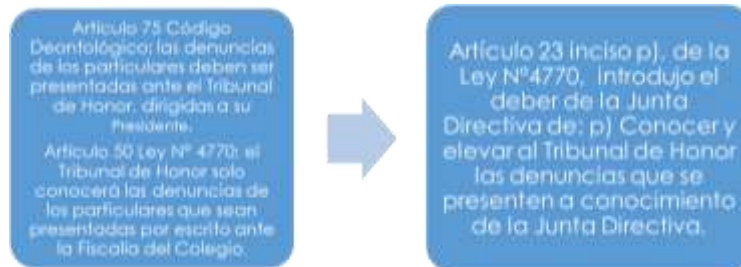 Artículo 75 Código
Deontológico: las denuncias
de los particulares deben ser
presentadas ante el Tribunal
de Honor, dirigidas a su
Presidente.
Artículo 50 Ley N° 4770: el
Tribunal de Honor solo
conocerá las denuncias de
los particulares que sean
presentadas por escrito ante
la Fiscalía del Colegio
Artículo 23 inciso p), de la
Ley N°4770, introdujo el
deber de la Junta
Directiva de: p) Conocer y
elevar al Tribunal de Honor
las denuncias que se
presenten a conocimiento
de la Junta Directiva.